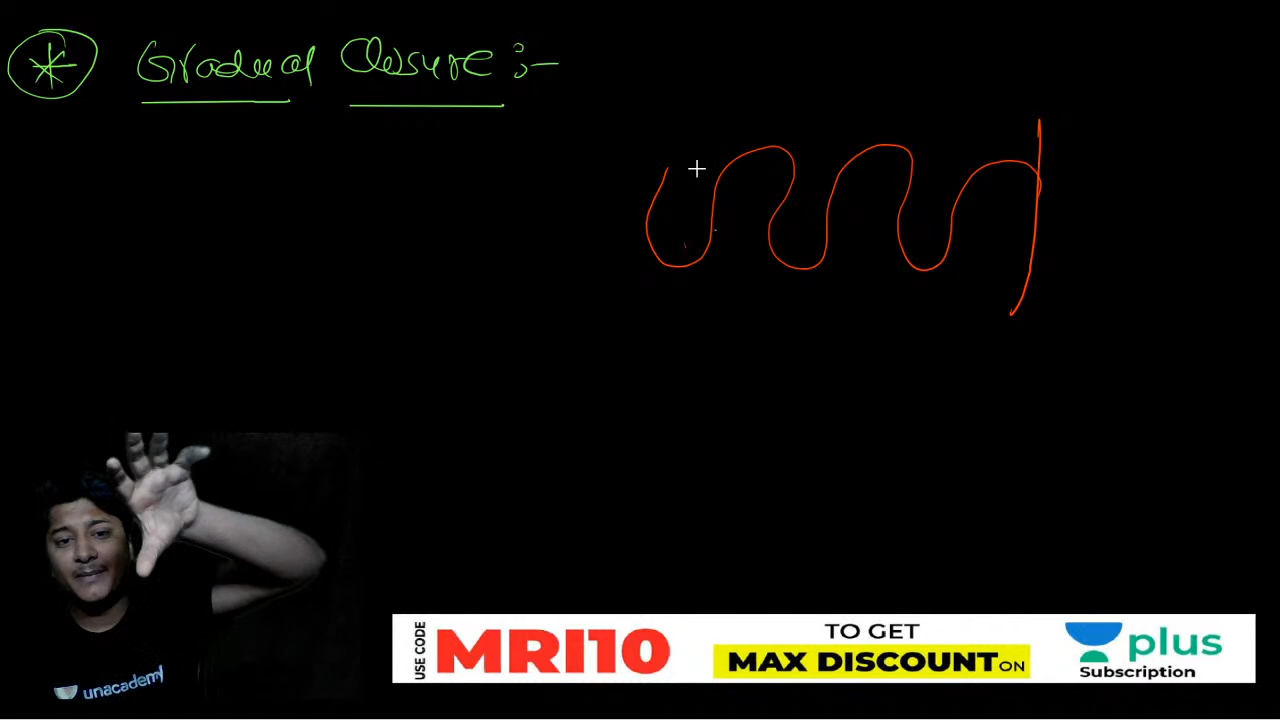 * Gradual Closure :-
unacademy
USE CODE
MRI10
TO GET
MAX DISCOUNT ON
plus
Subscription